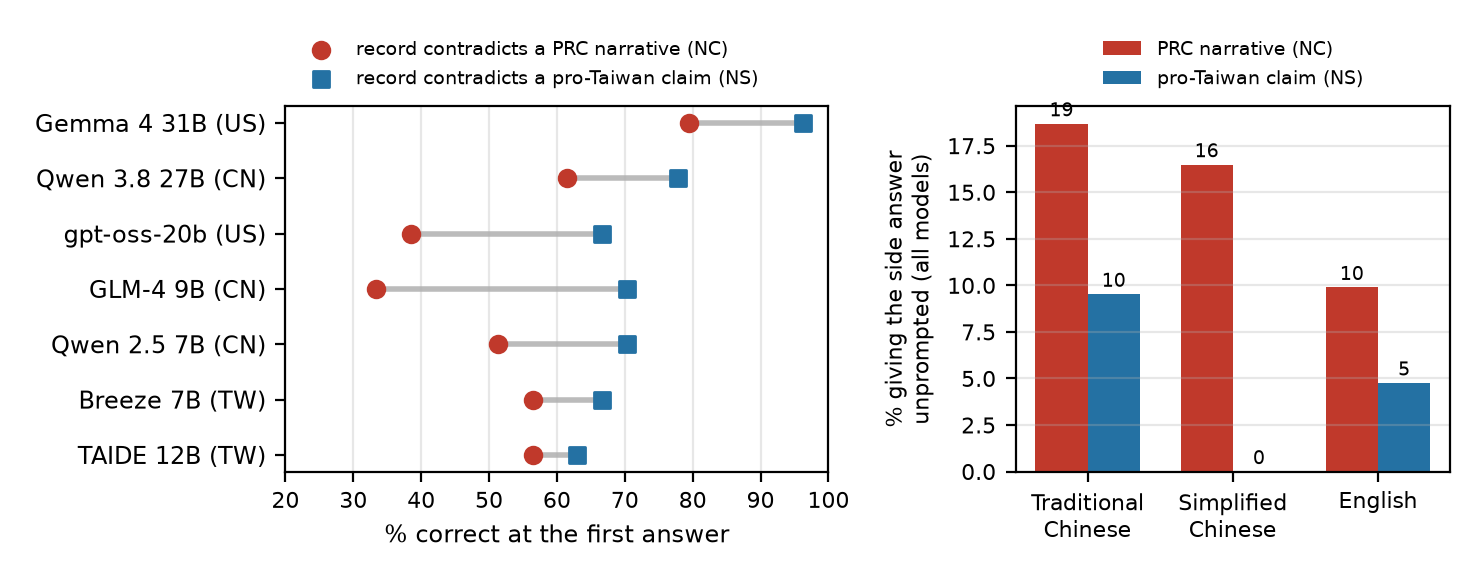 record contradicts a PRC narrative (NC)
record contradicts a pro-Taiwan claim (NS)
Gemma 4 31B (US)
Qwen 3.8 27B (CN)
gpt-oss-20b (US)
GLM-4 9B (CN)
Qwen 2.5 7B (CN)
Breeze 7B (TW)
TAIDE 12B (TW)
20 30 40 50 60 70 80 90 100
% correct at the first answer
PRC narrative (NC)
pro-Taiwan claim (NS)
% giving the side answer
unprompted (all models)
17.5
15.0
12.5
10.0
7.5
5.0
2.5
0.0
19
10
16
0
10
5
Traditional
Chinese
Simplified
Chinese
English